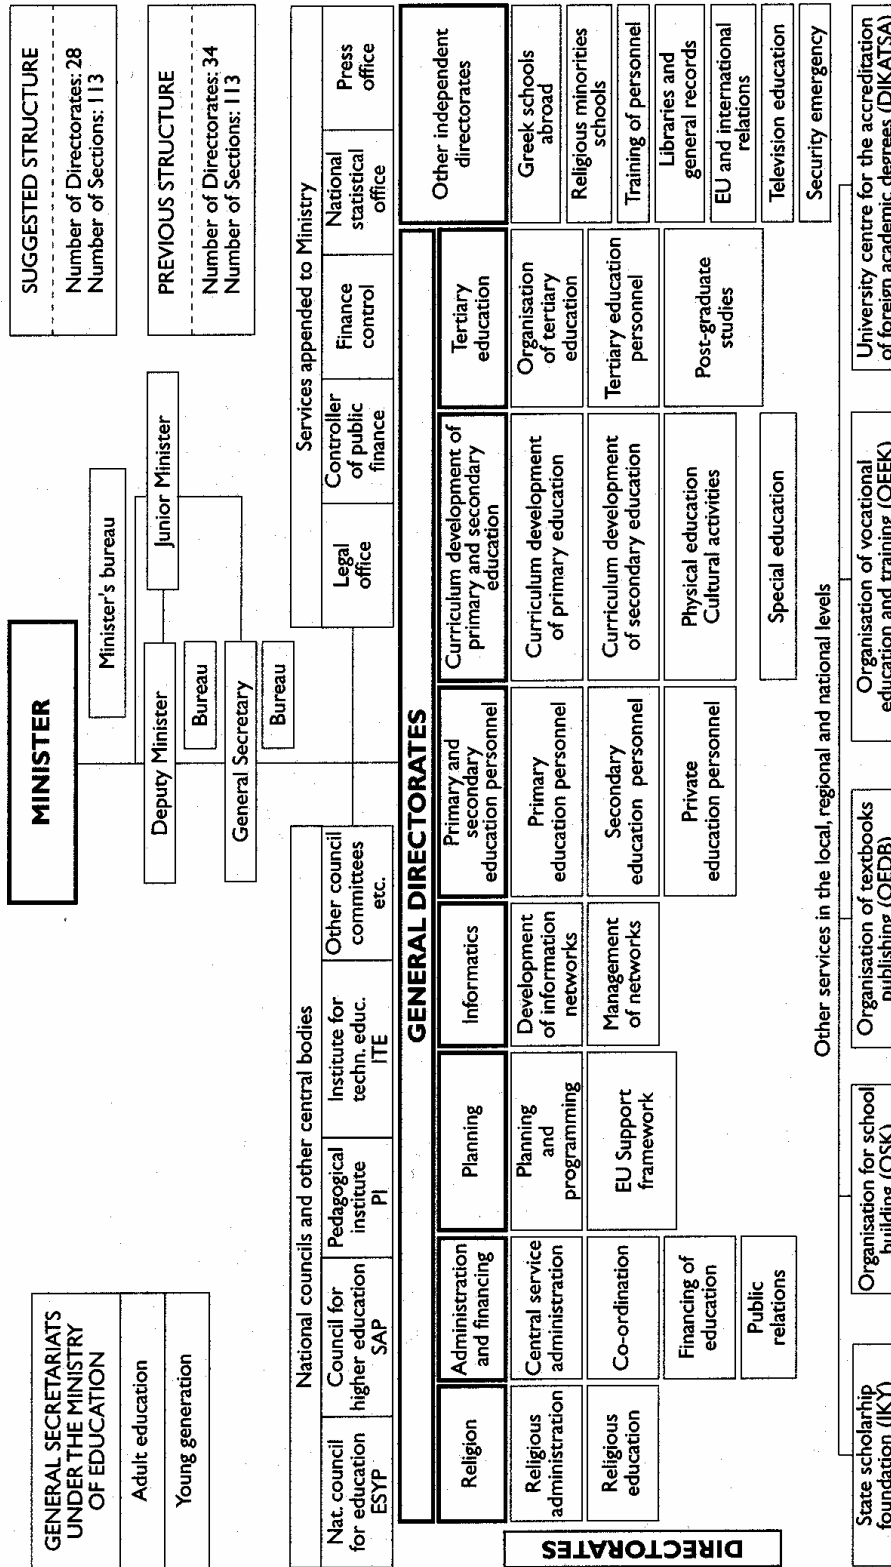 MINISTER
Minister's bureau
Deputy Minister
Junior Minister
Bureau
General Secretary
Bureau
SUGGESTED STRUCTURE
Number of Directorates: 28
Number of Sections: 113
PREVIOUS STRUCTURE
Number of Directorates: 34
Number of Sections: 113
GENERAL SECRETARIATS
UNDER THE MINISTRY
OF EDUCATION
Adult education
Young generation
National councils and other central bodies
Nat. council
for education
ESYP
Council for
higher education
SAP
Pedagogical
institute
PI
Institute for
techn. educ.
ITE
Other council
committees
etc.
Services appended to Ministry
Legal
office
Controller
of public
finance
Finance
control
National
statistical
office
Press
office
GENERAL DIRECTORATES
Religion
Administration
and financing
Planning
Informatics
Primary and
secondary
education personnel
Curriculum development of
primary and secondary
education
Tertiary
education
Other independent
directorates
DIRECTORATES
Religious
administration
Religious
education
Central service
administration
Co-ordination
Financing of
education
Public
relations
Planning
and
programming
EU Support
framework
Development
of information
networks
Management
of networks
Primary
education personnel
Secondary
education personnel
Private
education personnel
Curriculum development
of primary education
Curriculum development
of secondary education
Physical education
Cultural activities
Special education
Organisation
of tertiary
education
Tertiary education
personnel
Post-graduate
studies
Greek schools
abroad
Religious minorities
schools
Training of personnel
Libraries and
general records
EU and international
relations
Television education
Security emergency
Other services in the local, regional and national levels
State scholarhip
foundation (IKY)
Organisation for school
building (OSK)
Organisation of textbooks
publishing (OEDB)
Organisation of vocational
education and training (OEEK)
University centre for the accreditation
of foreign academic degrees (DIKATSA)